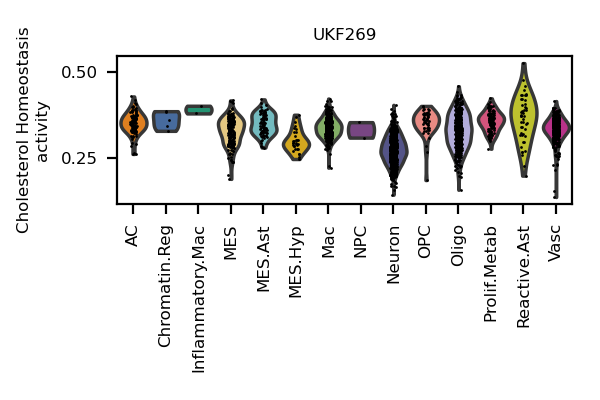 UKF269
Cholesterol Homeostasis
activity
0.50
0.25
AC
Chromatin.Reg
Inflammatory.Mac
MES
MES.Ast
MES.Hyp
Mac
NPC
Neuron
OPC
Oligo
Prolif.Metab
Reactive.Ast
Vasc